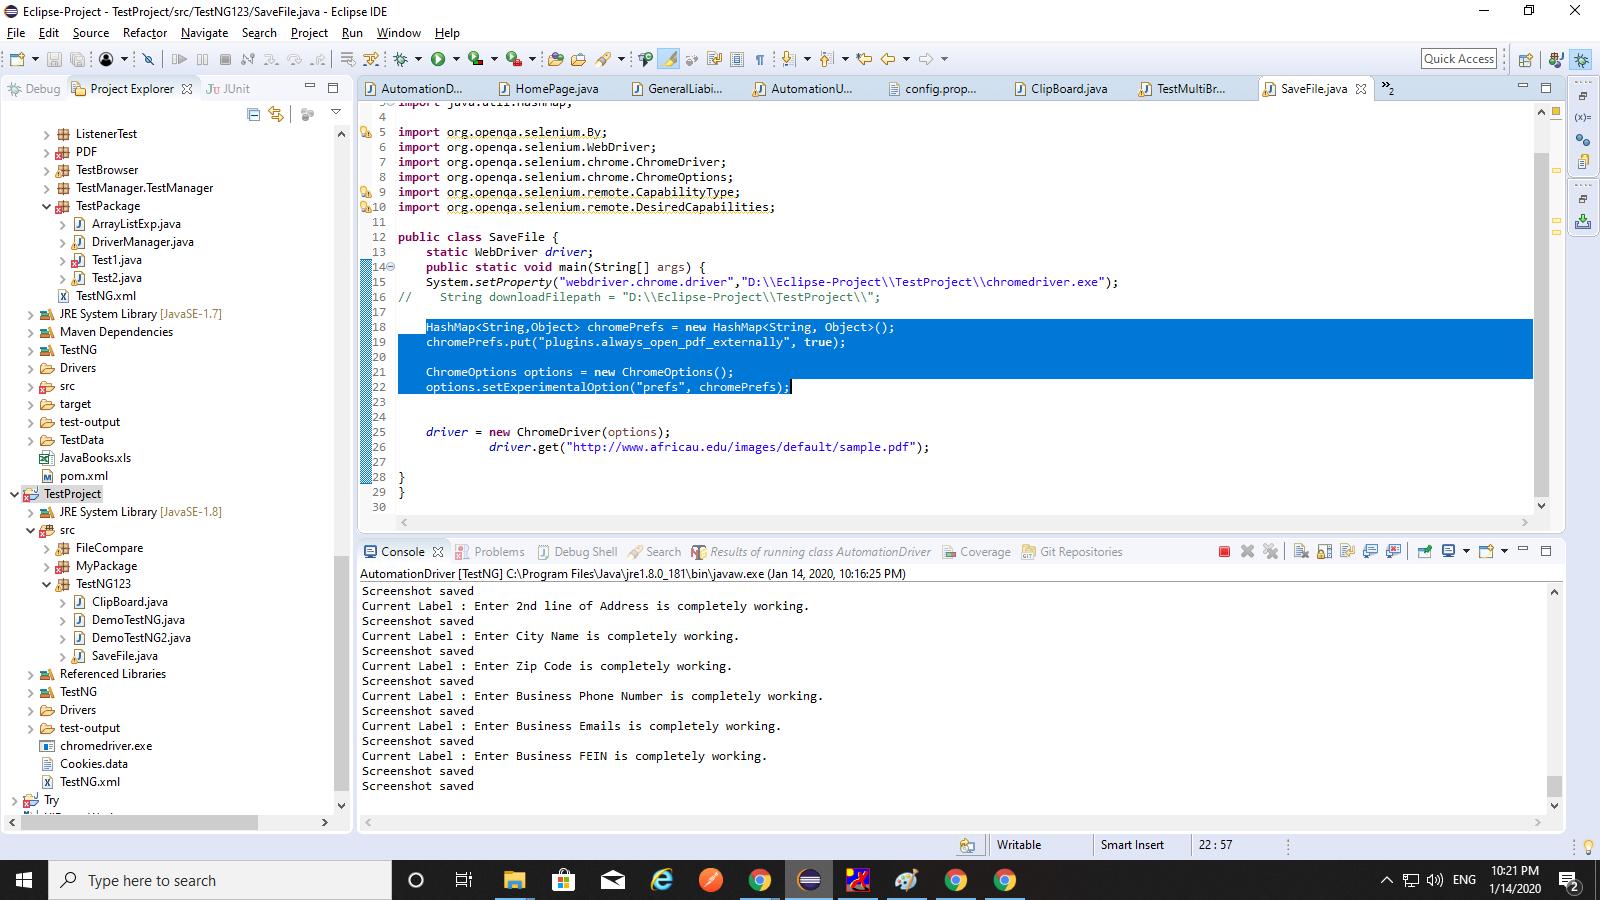 Eclipse-Project - TestProject/src/TestNG123/SaveFile.java - Eclipse IDE
File Edit Source Refactor Navigate Search Project Run Window Help
Quick Access
Debug Project Explorer JUnit
ListenerTest
PDF
TestBrowser
TestManager.TestManager
TestPackage
ArrayListExp.java
DriverManager.java
Test1.java
Test2.java
TestNG.xml
JRE System Library [JavaSE-1.7]
Maven Dependencies
TestNG
Drivers
src
target
test-output
TestData
JavaBooks.xls
pom.xml
TestProject
JRE System Library [JavaSE-1.8]
src
FileCompare
MyPackage
TestNG123
ClipBoard.java
DemoTestNG.java
DemoTestNG2.java
SaveFile.java
Referenced Libraries
TestNG
Drivers
test-output
chromedriver.exe
Cookies.data
TestNG.xml
Try
AutomationD... HomePage.java GeneralLiabi... AutomationU... config.prop... ClipBoard.java TestMultiBr... SaveFile.java »2
3 import java.util.HashMap;
4
5 import org.openqa.selenium.By;
6 import org.openqa.selenium.WebDriver;
7 import org.openqa.selenium.chrome.ChromeDriver;
8 import org.openqa.selenium.chrome.ChromeOptions;
9 import org.openqa.selenium.remote.CapabilityType;
10 import org.openqa.selenium.remote.DesiredCapabilities;
11
12 public class SaveFile {
13 static WebDriver driver;
14 public static void main(String[] args) {
15 System.setProperty("webdriver.chrome.driver","D:\\Eclipse-Project\\TestProject\\chromedriver.exe");
16 // String downloadFilepath = "D:\\Eclipse-Project\\TestProject\\";
17
18 HashMap<String,Object> chromePrefs = new HashMap<String, Object>();
19 chromePrefs.put("plugins.always_open_pdf_externally", true);
20
21 ChromeOptions options = new ChromeOptions();
22 options.setExperimentalOption("prefs", chromePrefs);
23
24
25 driver = new ChromeDriver(options);
26 driver.get("http://www.africau.edu/images/default/sample.pdf");
27
28 }
29 }
30
Console Problems Debug Shell Search Results of running class AutomationDriver Coverage Git Repositories
AutomationDriver [TestNG] C:\Program Files\Java\jre1.8.0_181\bin\javaw.exe (Jan 14, 2020, 10:16:25 PM)
Screenshot saved
Current Label : Enter 2nd line of Address is completely working.
Screenshot saved
Current Label : Enter City Name is completely working.
Screenshot saved
Current Label : Enter Zip Code is completely working.
Screenshot saved
Current Label : Enter Business Phone Number is completely working.
Screenshot saved
Current Label : Enter Business Emails is completely working.
Screenshot saved
Current Label : Enter Business FEIN is completely working.
Screenshot saved
Screenshot saved
Writable Smart Insert 22 : 57
Type here to search
ENG
10:21 PM
1/14/2020
2